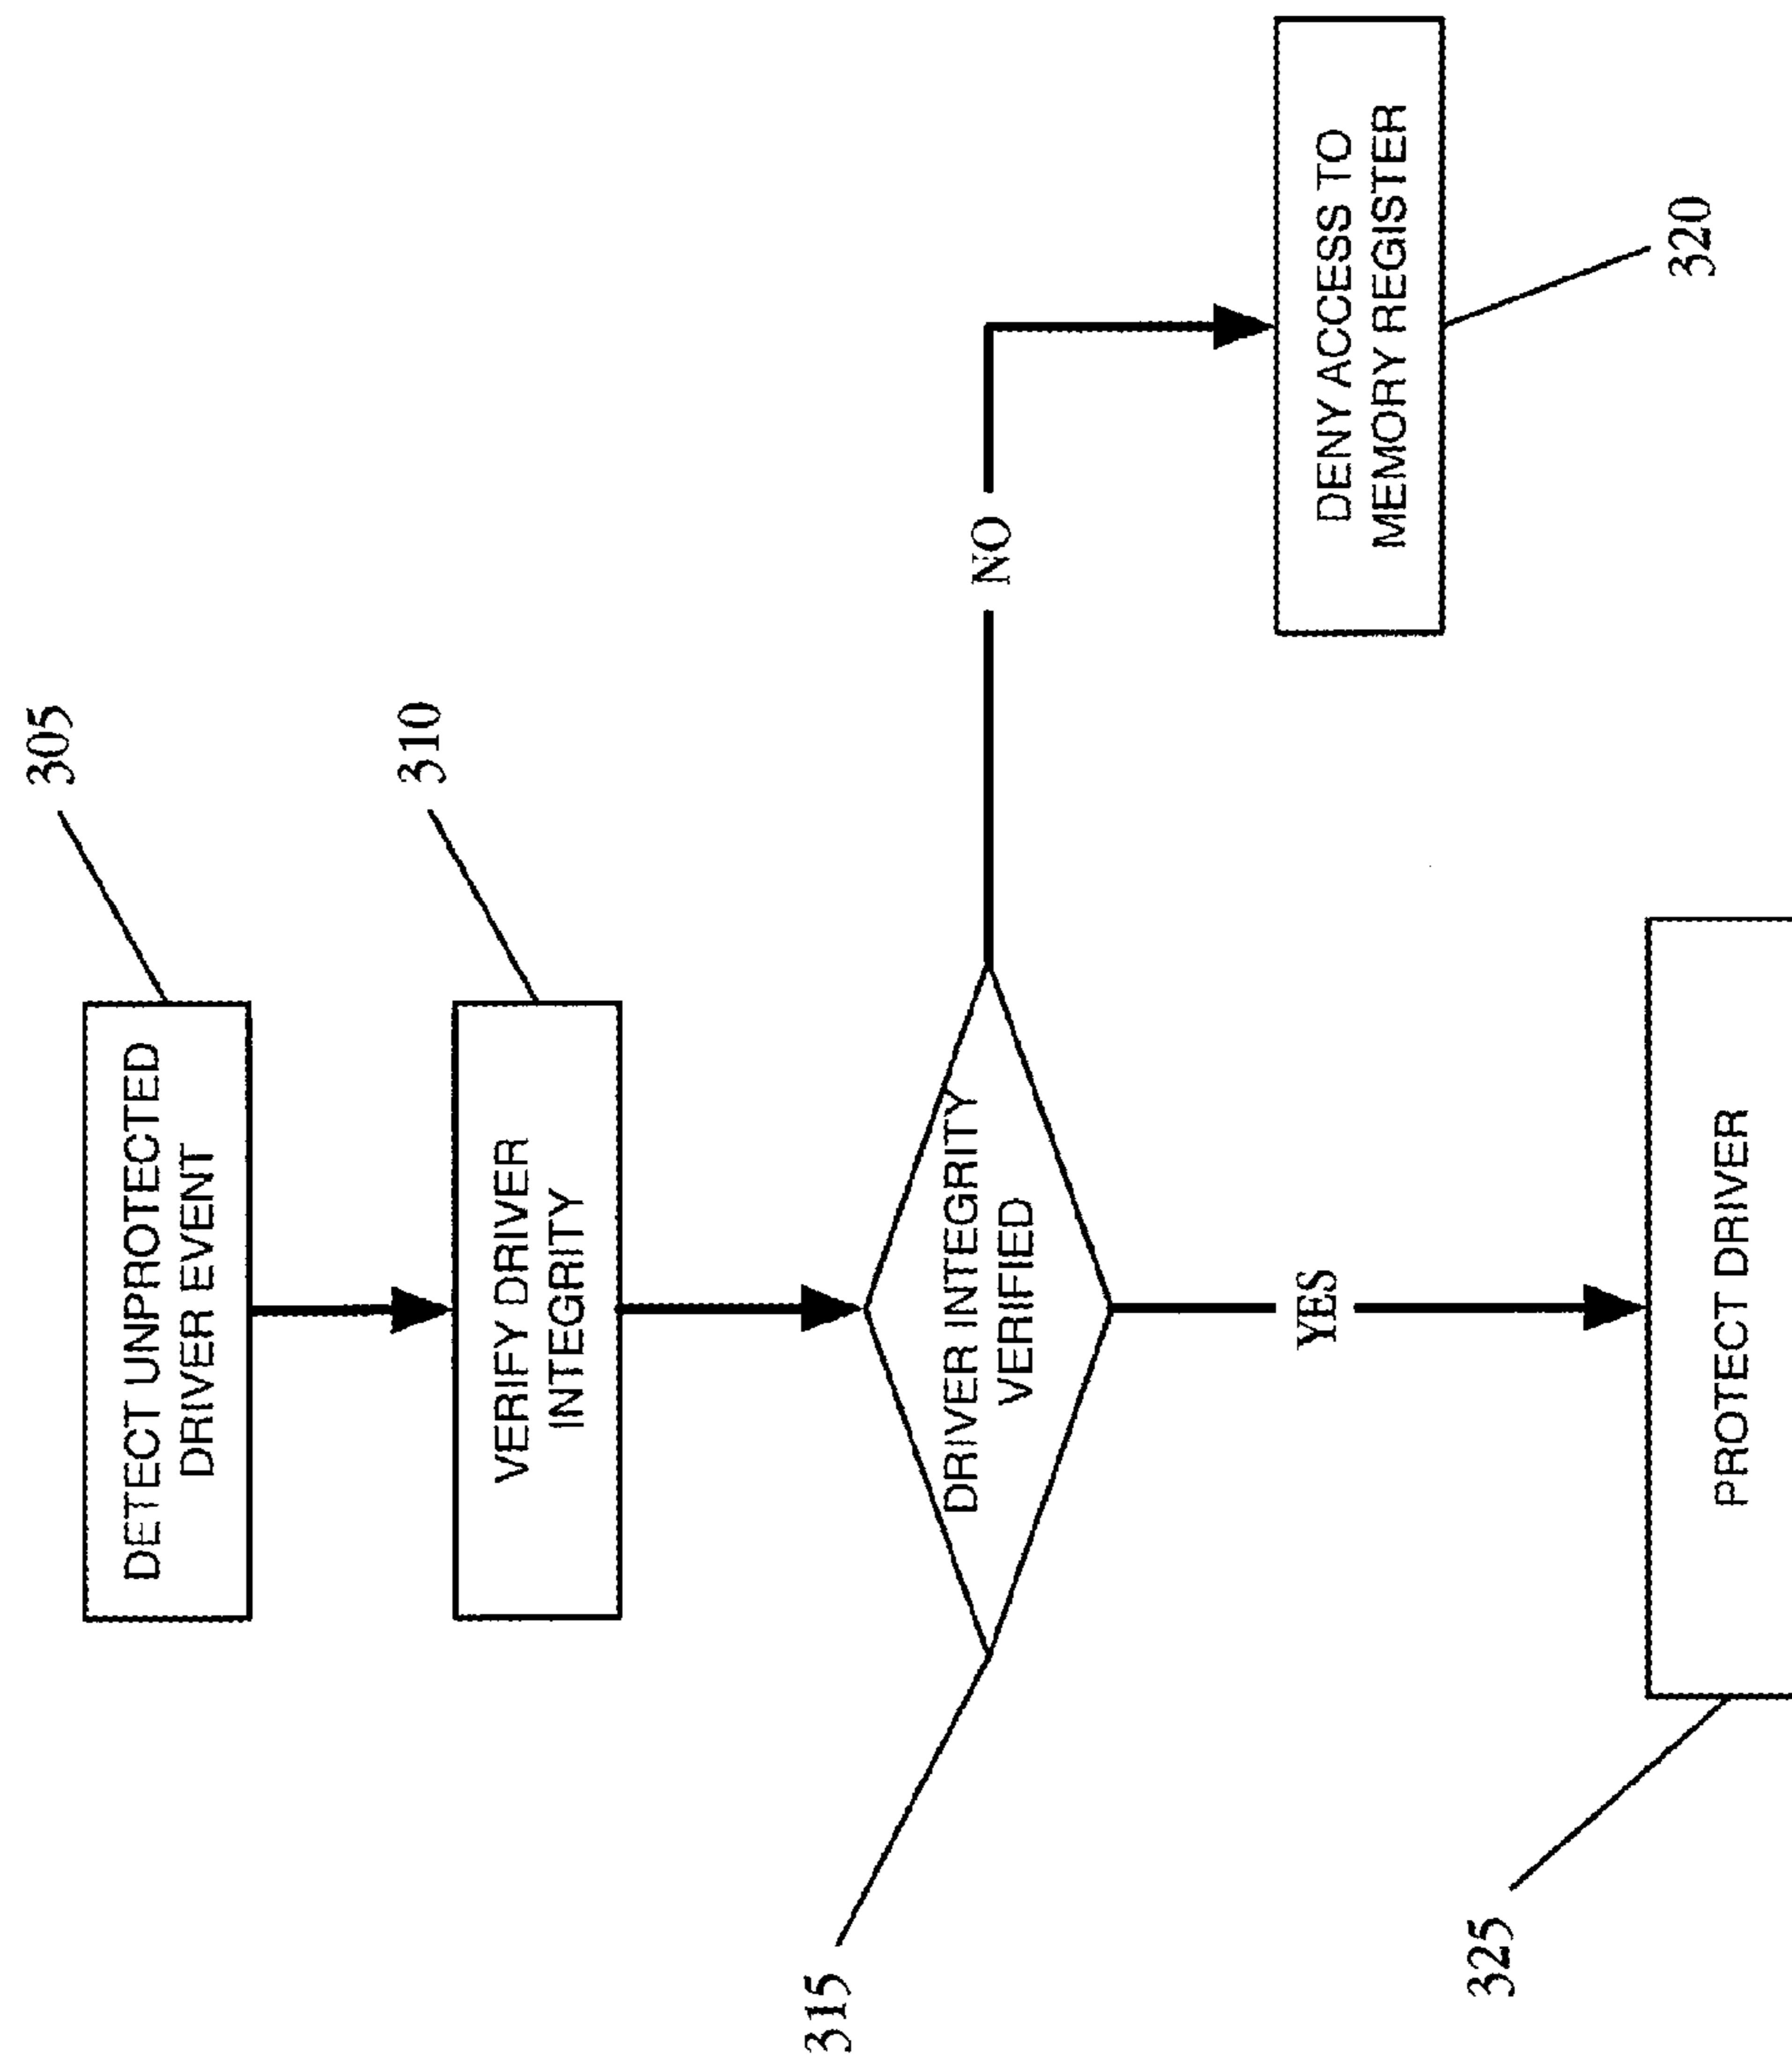 305
DETECT UNPROTECTED
DRIVER EVENT
310
VERIFY DRIVER
INTEGRITY
315
DRIVER INTEGRITY
VERIFIED
NO
DENY ACCESS TO
MEMORY REGISTER
320
YES
325
PROTECT DRIVER